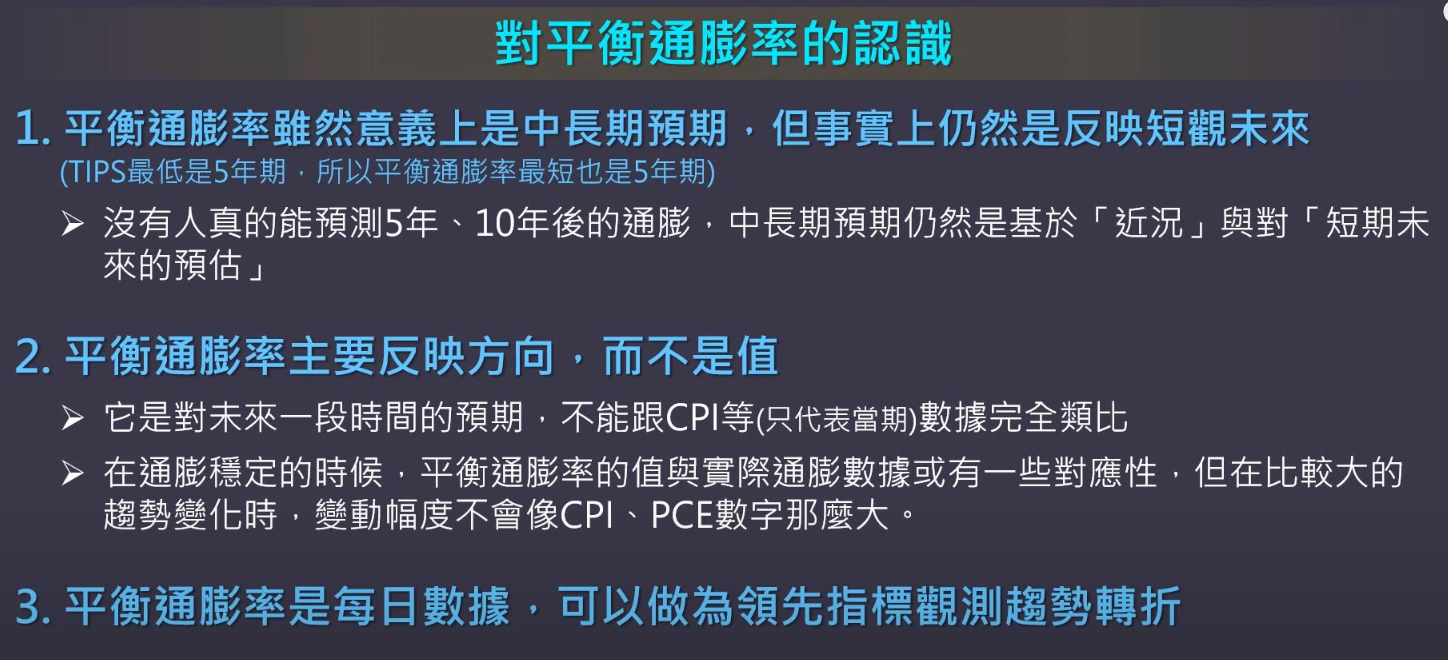 對平衡通膨率的認識
1. 平衡通膨率雖然意義上是中長期預期，但事實上仍然是反映短觀未來
(TIPS最低是5年期，所以平衡通膨率最短也是5年期)
➢ 沒有人真的能預測5年、10年後的通膨，中長期預期仍然是基於「近況」與對「短期未
來的預估」
2. 平衡通膨率主要反映方向，而不是值
➢ 它是對未來一段時間的預期，不能跟CPI等(只代表當期)數據完全類比
➢ 在通膨穩定的時候，平衡通膨率的值與實際通膨數據或有一些對應性，但在比較大的
趨勢變化時，變動幅度不會像CPI、PCE數字那麼大。
3. 平衡通膨率是每日數據，可以做為領先指標觀測趨勢轉折